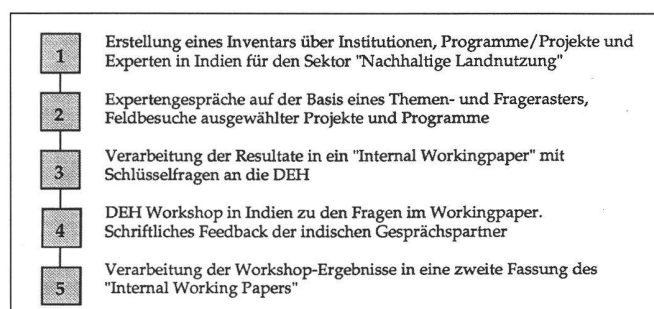 1 Erstellung eines Inventars über Institutionen, Programme/Projekte und
Experten in Indien für den Sektor "Nachhaltige Landnutzung"
2 Expertengespräche auf der Basis eines Themen- und Fragerasters,
Feldbesuche ausgewählter Projekte und Programme
3 Verarbeitung der Resultate in ein "Internal Workingpaper" mit
Schlüsselfragen an die DEH
4 DEH Workshop in Indien zu den Fragen im Workingpaper.
Schriftliches Feedback der indischen Gesprächspartner
5 Verarbeitung der Workshop-Ergebnisse in eine zweite Fassung des
"Internal Working Papers"